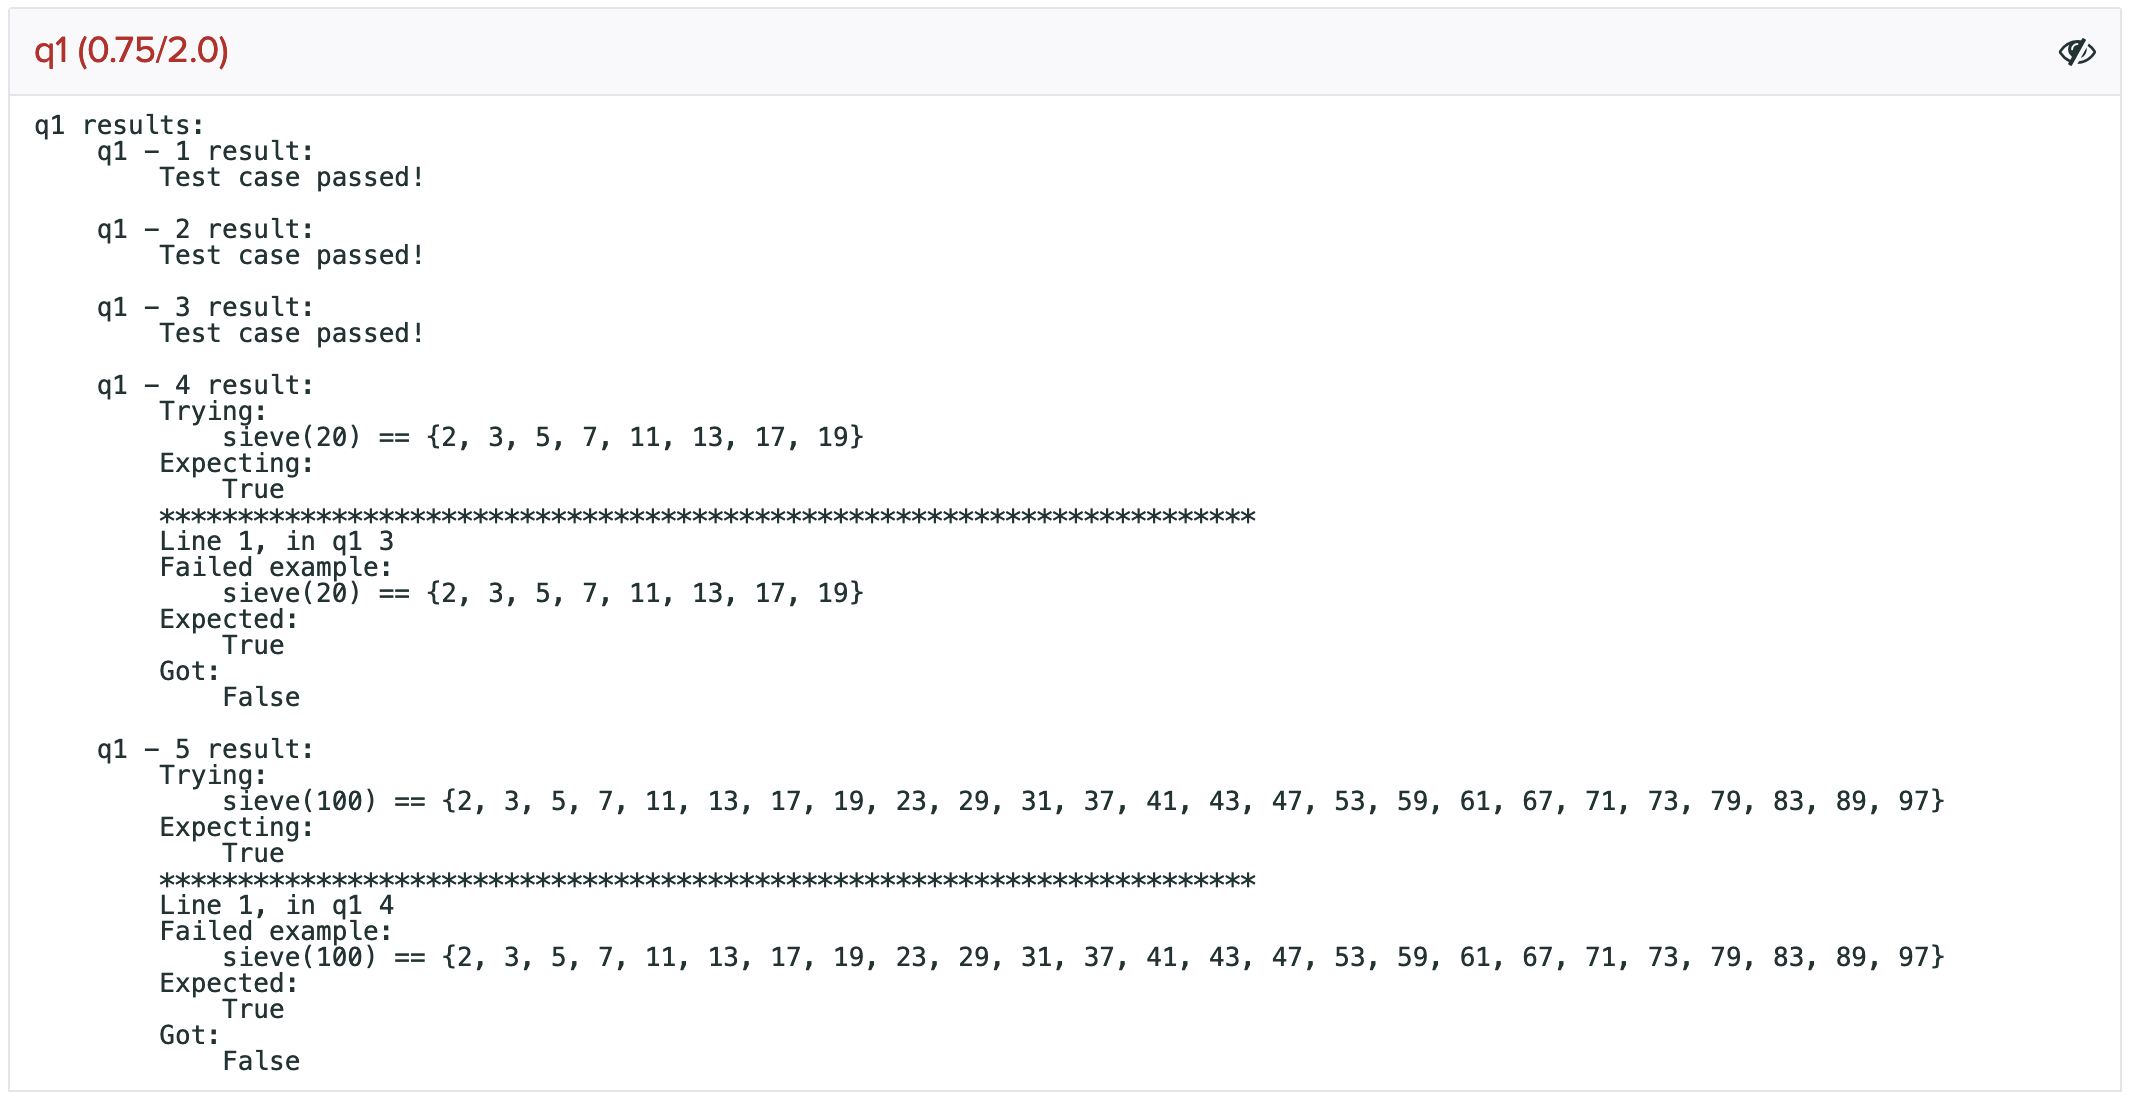 q1 (0.75/2.0)
q1 results:
    q1 - 1 result:
        Test case passed!

    q1 - 2 result:
        Test case passed!

    q1 - 3 result:
        Test case passed!

    q1 - 4 result:
        Trying:
            sieve(20) == {2, 3, 5, 7, 11, 13, 17, 19}
        Expecting:
            True
        **********************************************************************
        Line 1, in q1 3
        Failed example:
            sieve(20) == {2, 3, 5, 7, 11, 13, 17, 19}
        Expected:
            True
        Got:
            False

    q1 - 5 result:
        Trying:
            sieve(100) == {2, 3, 5, 7, 11, 13, 17, 19, 23, 29, 31, 37, 41, 43, 47, 53, 59, 61, 67, 71, 73, 79, 83, 89, 97}
        Expecting:
            True
        **********************************************************************
        Line 1, in q1 4
        Failed example:
            sieve(100) == {2, 3, 5, 7, 11, 13, 17, 19, 23, 29, 31, 37, 41, 43, 47, 53, 59, 61, 67, 71, 73, 79, 83, 89, 97}
        Expected:
            True
        Got:
            False